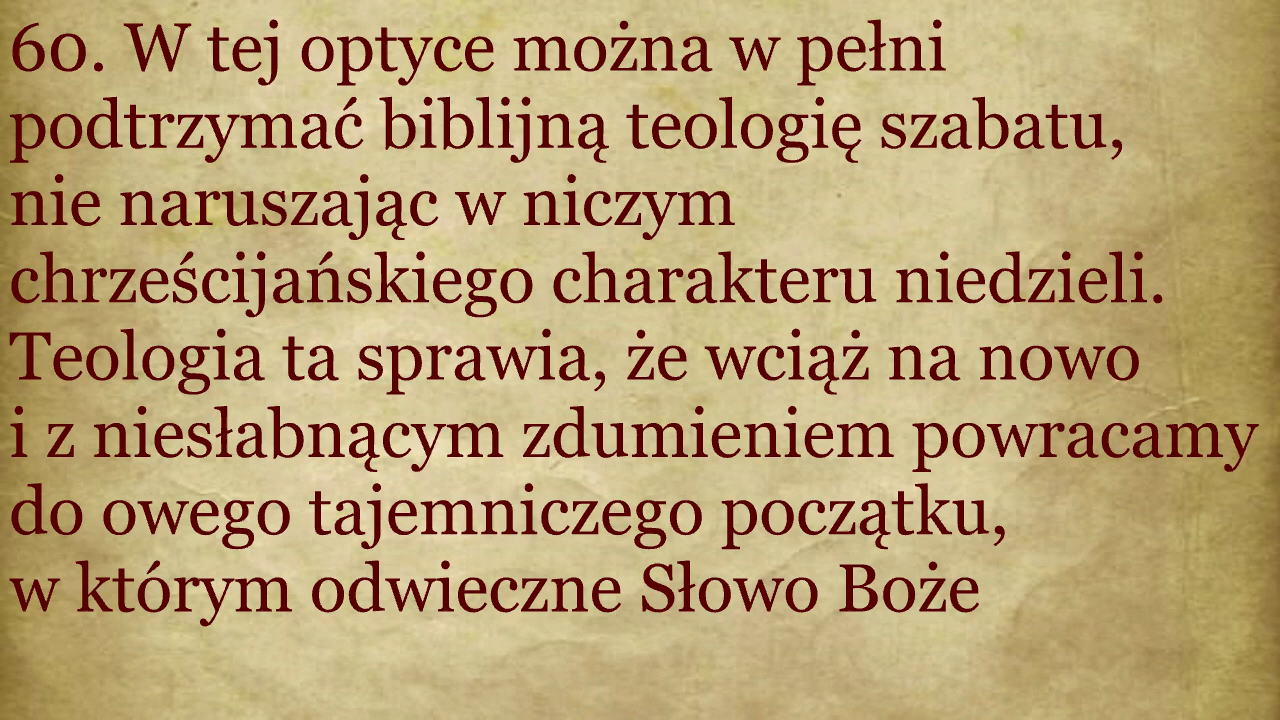 60. W tej optyce można w pełni
podtrzymać biblijną teologię szabatu,
nie naruszając w niczym
chrześcijańskiego charakteru niedzieli.
Teologia ta sprawia, że wciąż na nowo
i z niesłabnącym zdumieniem powracamy
do owego tajemniczego początku,
w którym odwieczne Słowo Boże